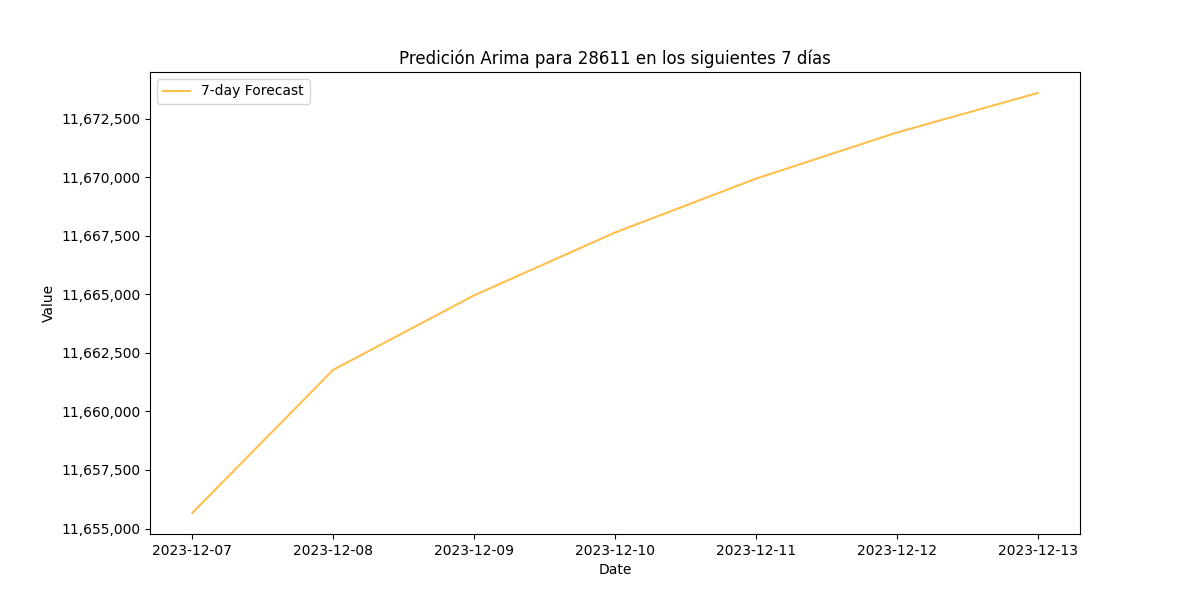 Predición Arima para 28611 en los siguientes 7 días
7-day Forecast
Value
11,672,500
11,670,000
11,667,500
11,665,000
11,662,500
11,660,000
11,657,500
11,655,000
2023-12-07 2023-12-08 2023-12-09 2023-12-10 2023-12-11 2023-12-12 2023-12-13
Date